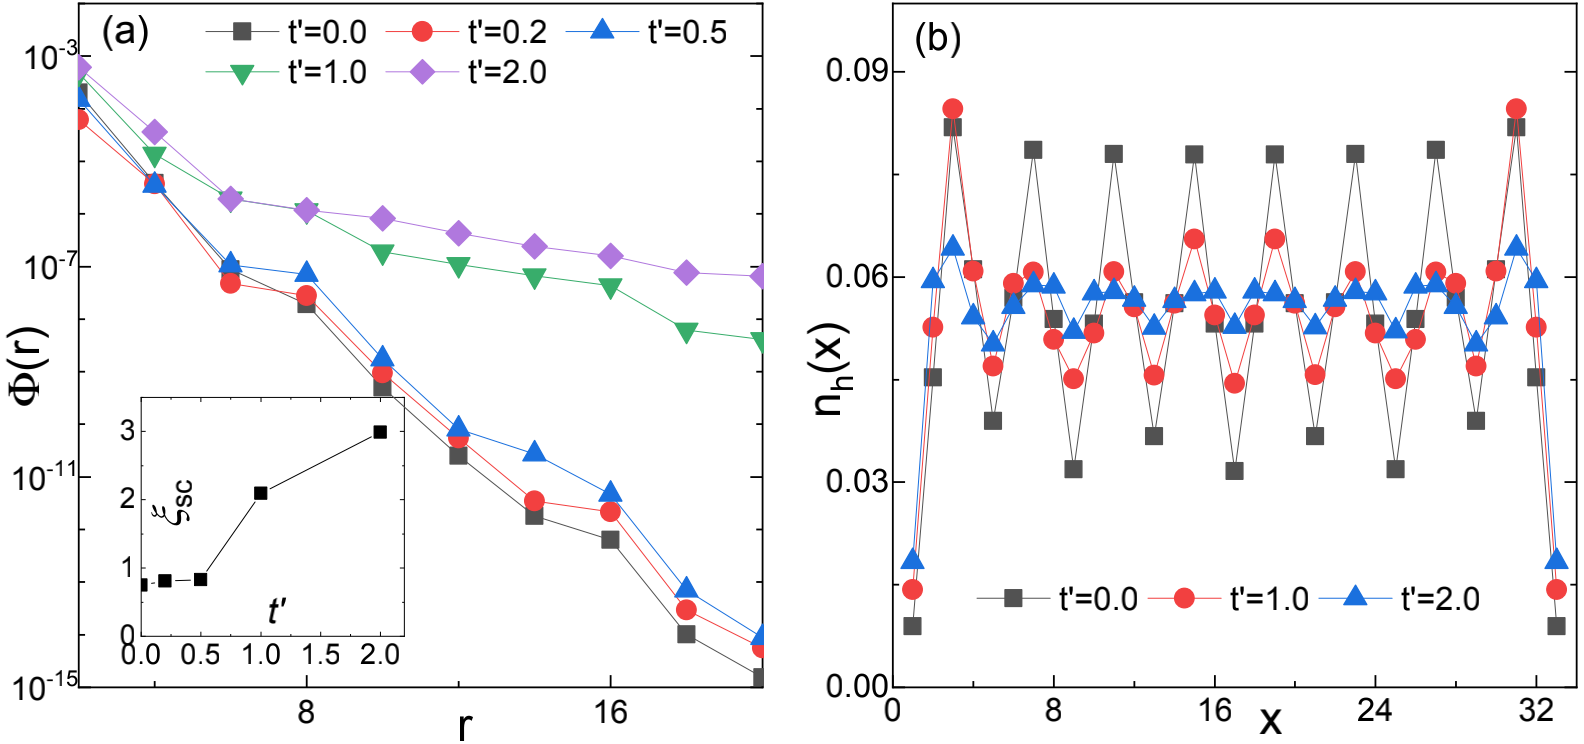 (a) t'=0.0 t'=0.2 t'=0.5
t'=1.0 t'=2.0
10⁻³
10⁻⁷
10⁻¹¹
10⁻¹⁵
Φ(r)
8 16
r
3
2
1
0
ξSC
t'
0.0 0.5 1.0 1.5 2.0
(b)
0.09
0.06
0.03
0.00
nₕ(x)
t'=0.0 t'=1.0 t'=2.0
0 8 16 24 32
x